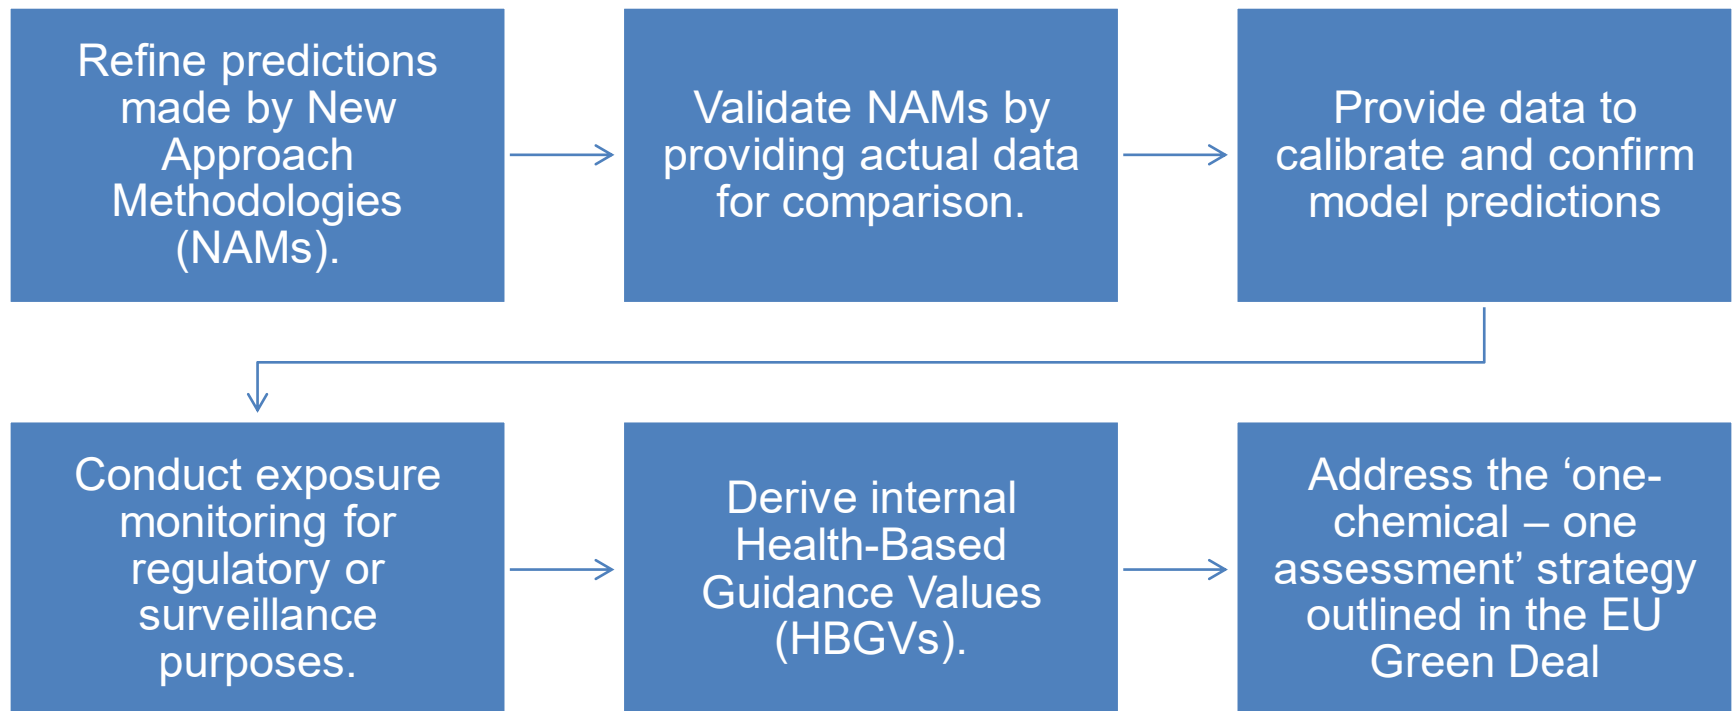 Refine predictions
made by New
Approach
Methodologies
(NAMs).
Validate NAMs by
providing actual data
for comparison.
Provide data to
calibrate and confirm
model predictions
Conduct exposure
monitoring for
regulatory or
surveillance
purposes.
Derive internal
Health-Based
Guidance Values
(HBGVs).
Address the ‘one-
chemical – one
assessment’ strategy
outlined in the EU
Green Deal